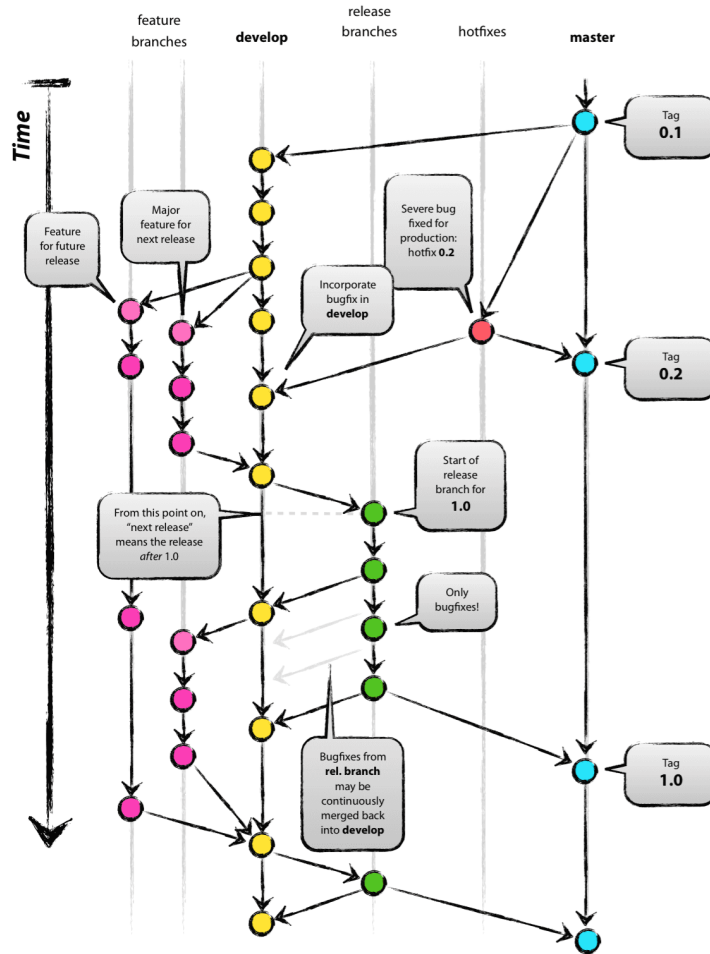 feature
branches
develop
release
branches
hotfixes
master
Time
Tag
0.1
Feature
for future
release
Major
feature for
next release
Severe bug
fixed for
production:
hotfix 0.2
Incorporate
bugfix in
develop
Tag
0.2
Start of
release
branch for
1.0
From this point on,
“next release”
means the release
after 1.0
Only
bugfixes!
Bugfixes from
rel. branch
may be
continuously
merged back
into develop
Tag
1.0